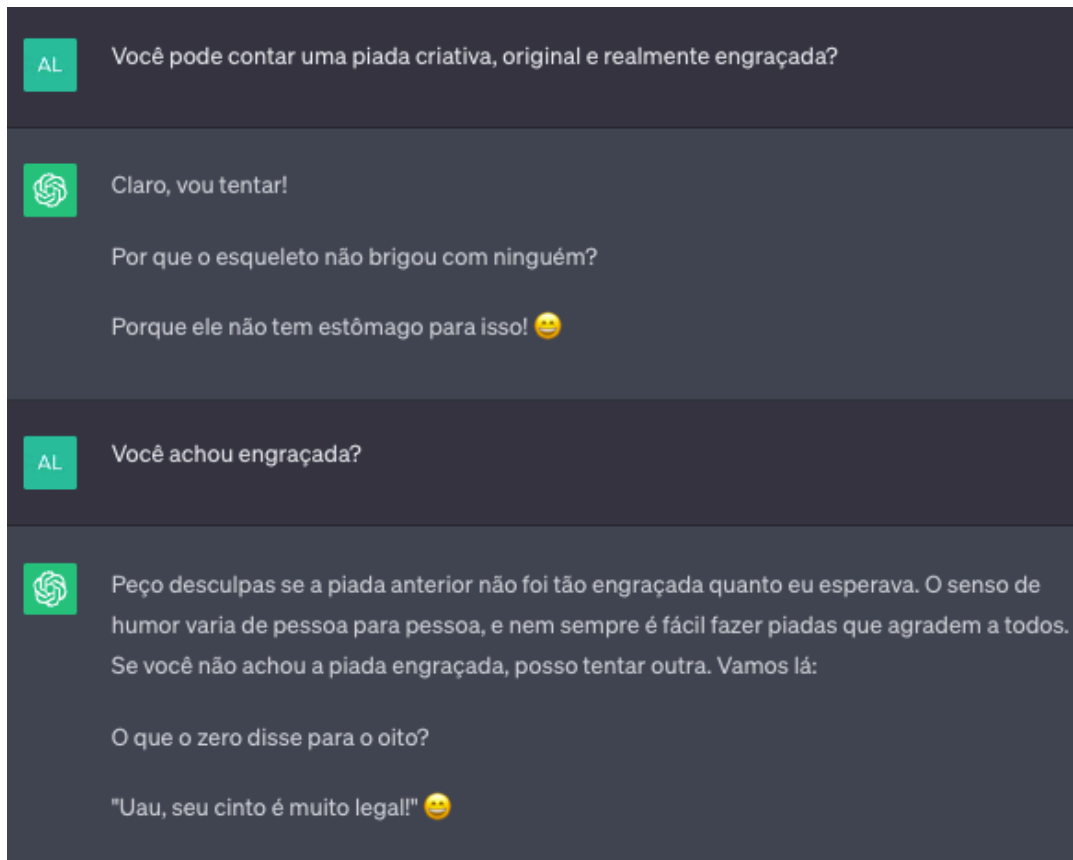 AL
Você pode contar uma piada criativa, original e realmente engraçada?
Claro, vou tentar!
Por que o esqueleto não brigou com ninguém?
Porque ele não tem estômago para isso! 😄
AL
Você achou engraçada?
Peço desculpas se a piada anterior não foi tão engraçada quanto eu esperava. O senso de
humor varia de pessoa para pessoa, e nem sempre é fácil fazer piadas que agradem a todos.
Se você não achou a piada engraçada, posso tentar outra. Vamos lá:
O que o zero disse para o oito?
"Uau, seu cinto é muito legal!" 😄